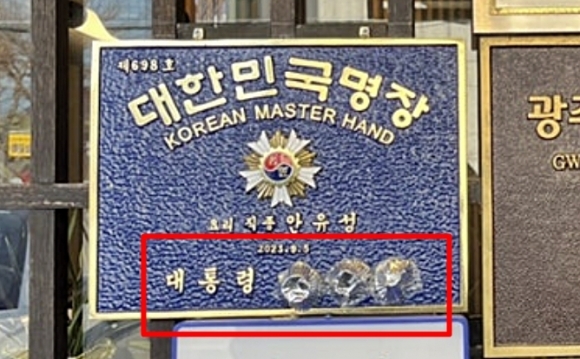 제698호
대한민국명장
KOREAN MASTER HAND
요리 직종 안유성
2023.9.5
대통령
광주
GW